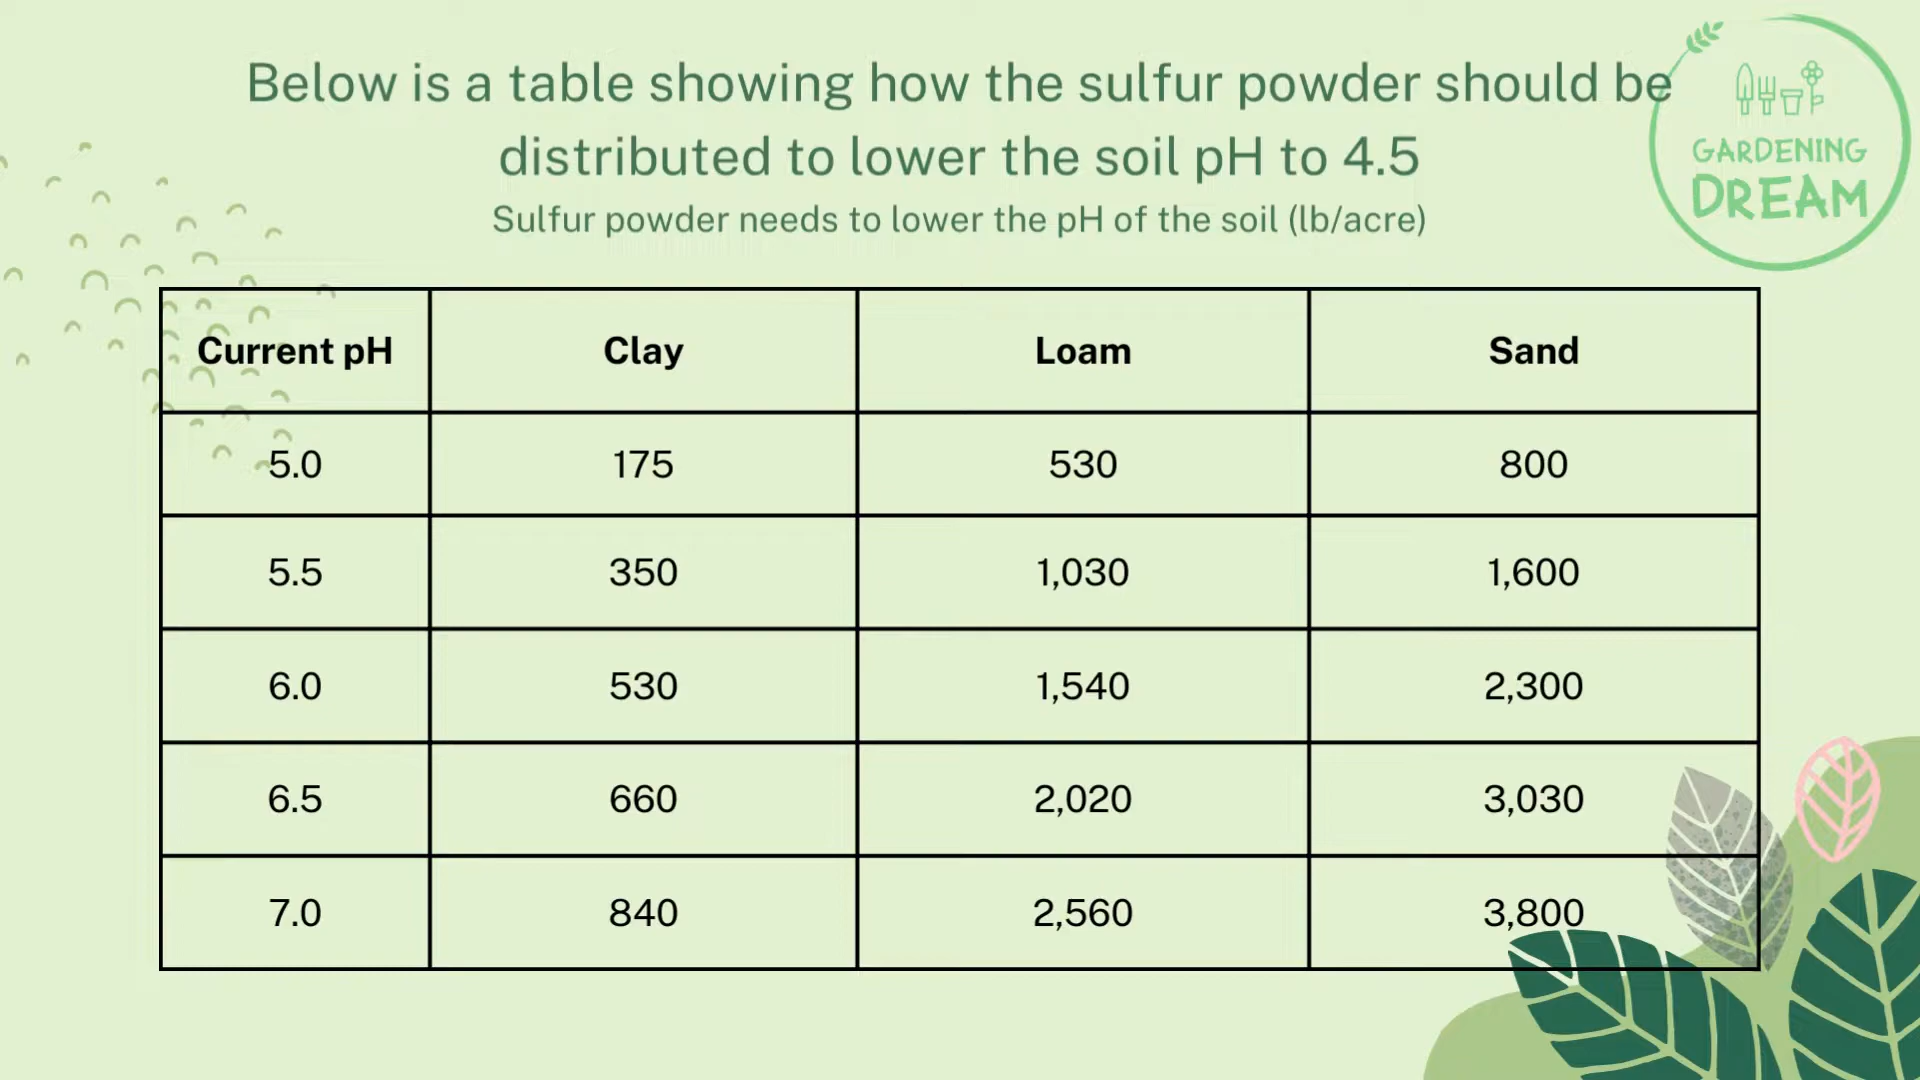 Below is a table showing how the sulfur powder should be
distributed to lower the soil pH to 4.5
Sulfur powder needs to lower the pH of the soil (lb/acre)
GARDENING
DREAM
Current pH Clay Loam Sand
5.0 175 530 800
5.5 350 1,030 1,600
6.0 530 1,540 2,300
6.5 660 2,020 3,030
7.0 840 2,560 3,800